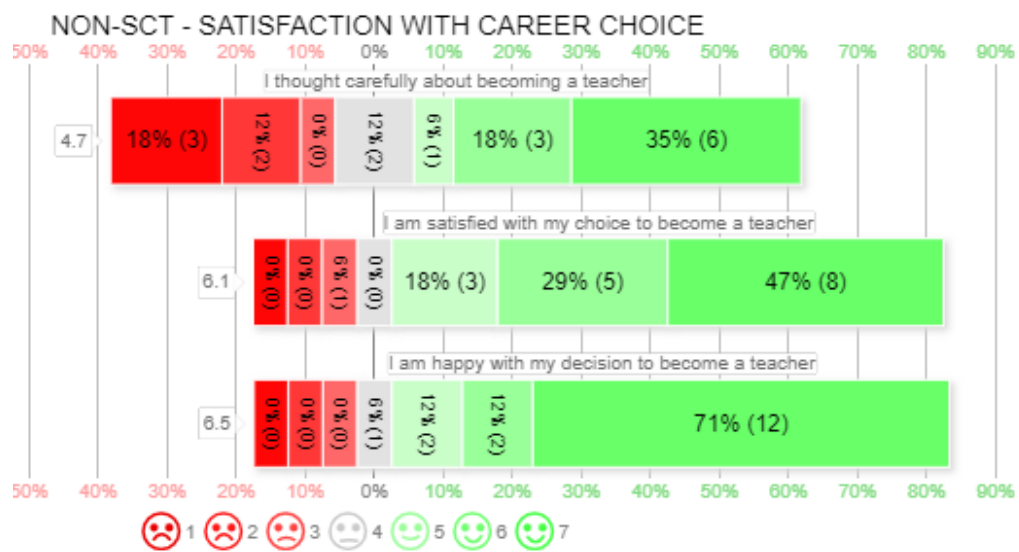 NON-SCT - SATISFACTION WITH CAREER CHOICE
50% 40% 30% 20% 10% 0% 10% 20% 30% 40% 50% 60% 70% 80% 90%
I thought carefully about becoming a teacher
4.7 18% (3) 12% (2) 0% (0) 12% (2) 6% (1) 18% (3) 35% (6)
I am satisfied with my choice to become a teacher
6.1 0% (0) 0% (0) 6% (1) 0% (0) 18% (3) 29% (5) 47% (8)
I am happy with my decision to become a teacher
6.5 0% (0) 0% (0) 0% (0) 6% (1) 12% (2) 12% (2) 71% (12)
50% 40% 30% 20% 10% 0% 10% 20% 30% 40% 50% 60% 70% 80% 90%
1 2 3 4 5 6 7